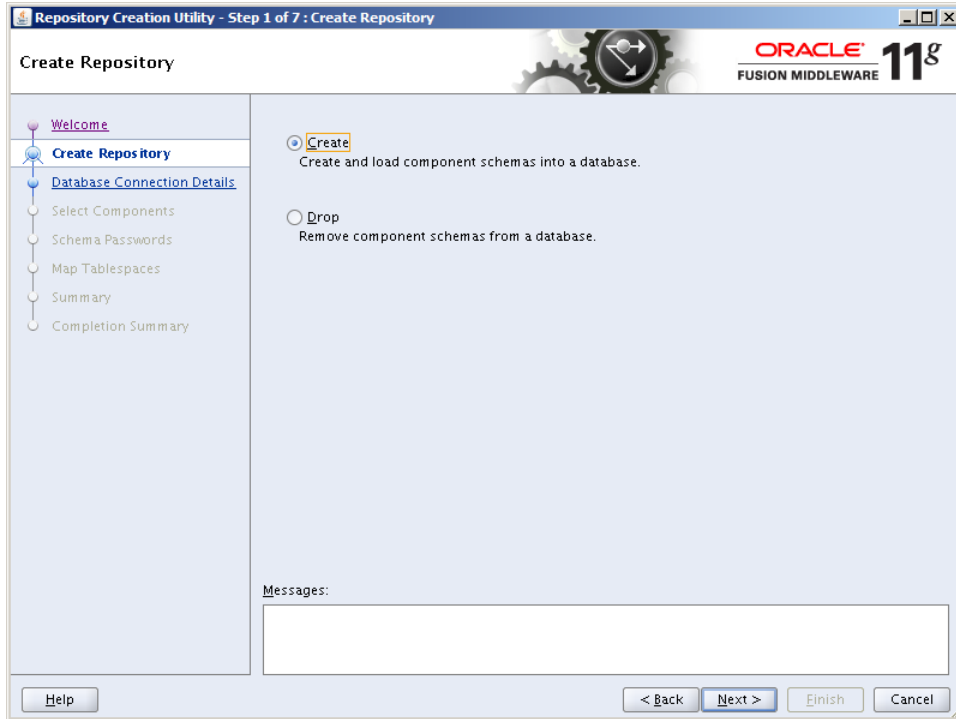 Repository Creation Utility - Step 1 of 7 : Create Repository
Create Repository
ORACLE
FUSION MIDDLEWARE
11g
Welcome
Create Repository
Database Connection Details
Select Components
Schema Passwords
Map Tablespaces
Summary
Completion Summary
Create
Create and load component schemas into a database.
Drop
Remove component schemas from a database.
Messages:
Help
< Back
Next >
Finish
Cancel